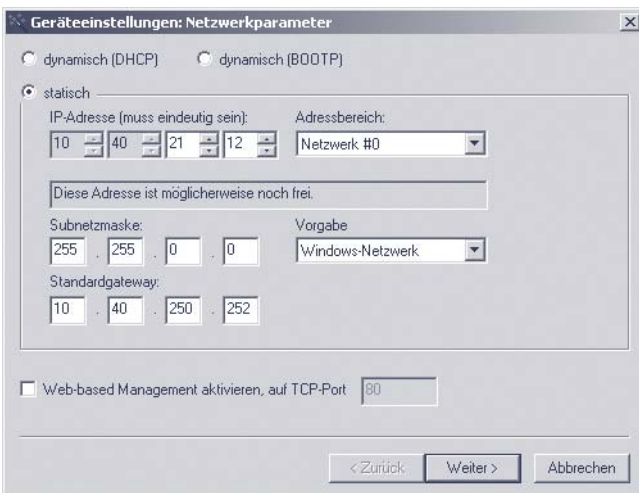 Geräteeinstellungen: Netzwerkparameter
dynamisch (DHCP) dynamisch (BOOTP)
statisch
IP-Adresse (muss eindeutig sein): Adressbereich:
10 40 21 12 Netzwerk #0
Diese Adresse ist möglicherweise noch frei.
Subnetzmaske: Vorgabe
255 . 255 . 0 . 0 Windows-Netzwerk
Standardgateway:
10 . 40 . 250 . 252
Web-based Management aktivieren, auf TCP-Port 80
< Zurück Weiter > Abbrechen